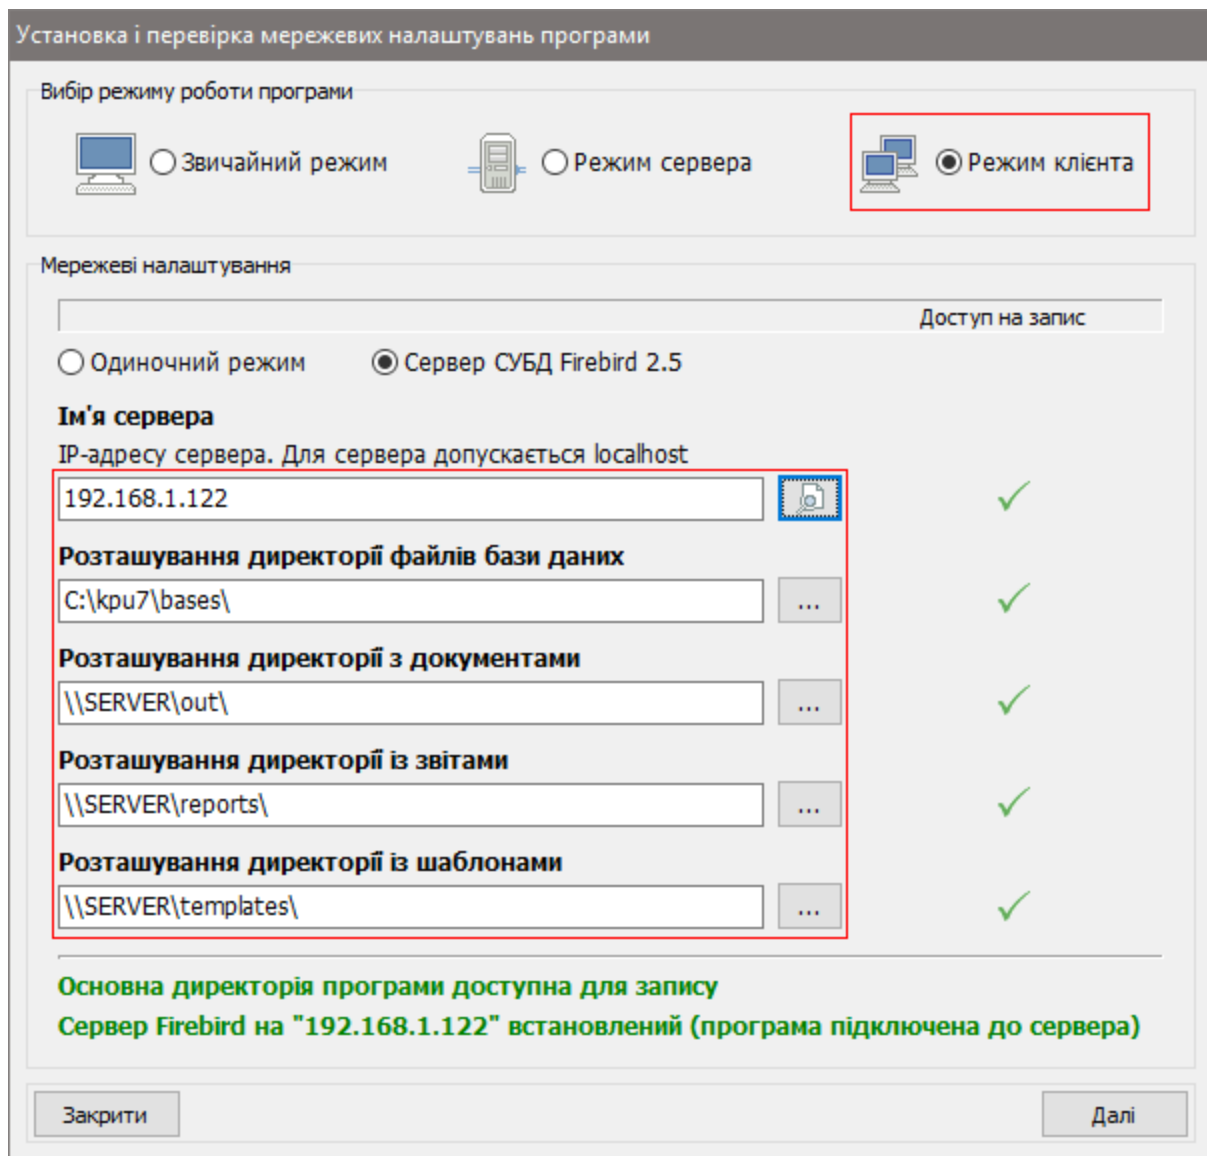 Установка і перевірка мережевих налаштувань програми
Вибір режиму роботи програми
Звичайний режим
Режим сервера
Режим клієнта
Мережеві налаштування
Доступ на запис
Одиночний режим
Сервер СУБД Firebird 2.5
Ім'я сервера
IP-адресу сервера. Для сервера допускається localhost
192.168.1.122
Розташування директорії файлів бази даних
C:\kpu7\bases\
...
Розташування директорії з документами
\\SERVER\out\
...
Розташування директорії із звітами
\\SERVER\reports\
...
Розташування директорії із шаблонами
\\SERVER\templates\
...
Основна директорія програми доступна для запису
Сервер Firebird на "192.168.1.122" встановлений (програма підключена до сервера)
Закрити
Далі